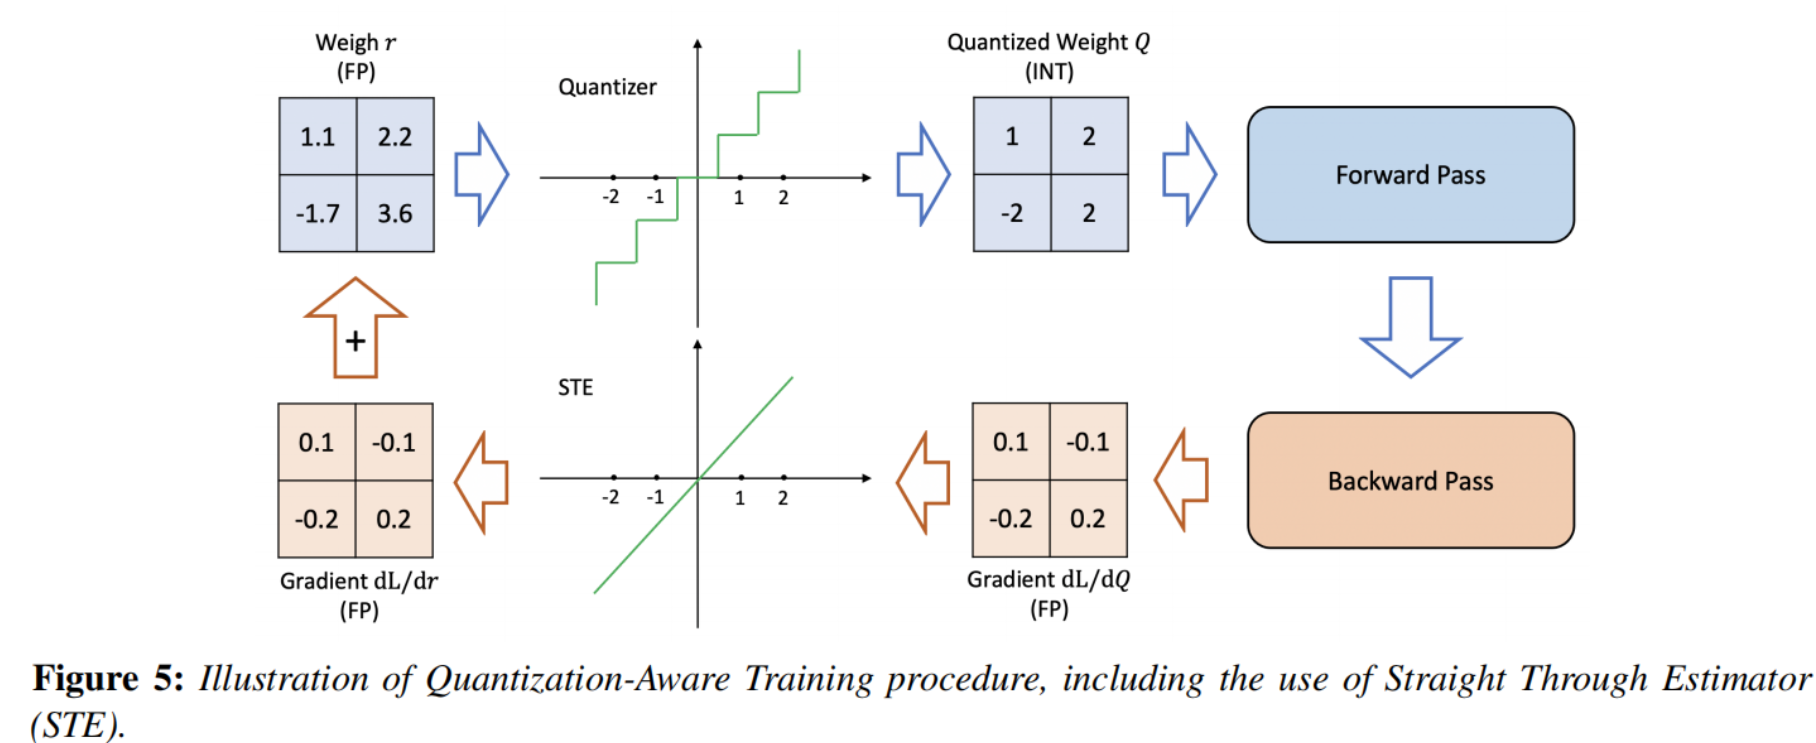 Weigh r
(FP)
1.1 2.2
-1.7 3.6
Quantizer
-2 -1 1 2
Quantized Weight Q
(INT)
1 2
-2 2
Forward Pass
+
STE
-2 -1 1 2
0.1 -0.1
-0.2 0.2
Gradient dL/dr
(FP)
0.1 -0.1
-0.2 0.2
Gradient dL/dQ
(FP)
Backward Pass
Figure 5: Illustration of Quantization-Aware Training procedure, including the use of Straight Through Estimator
(STE).